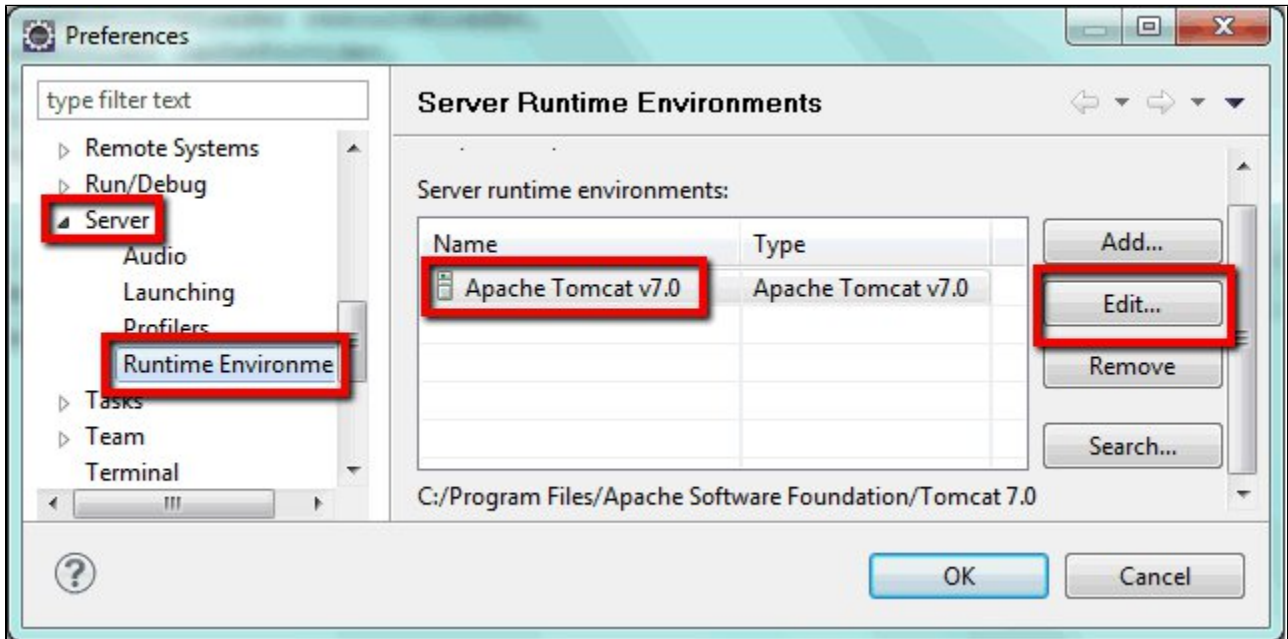 Preferences
type filter text
Remote Systems
Run/Debug
Server
Audio
Launching
Profilers
Runtime Environme
Tasks
Team
Terminal
Server Runtime Environments
Server runtime environments:
Name Type
Apache Tomcat v7.0 Apache Tomcat v7.0
C:/Program Files/Apache Software Foundation/Tomcat 7.0
Add...
Edit...
Remove
Search...
OK Cancel